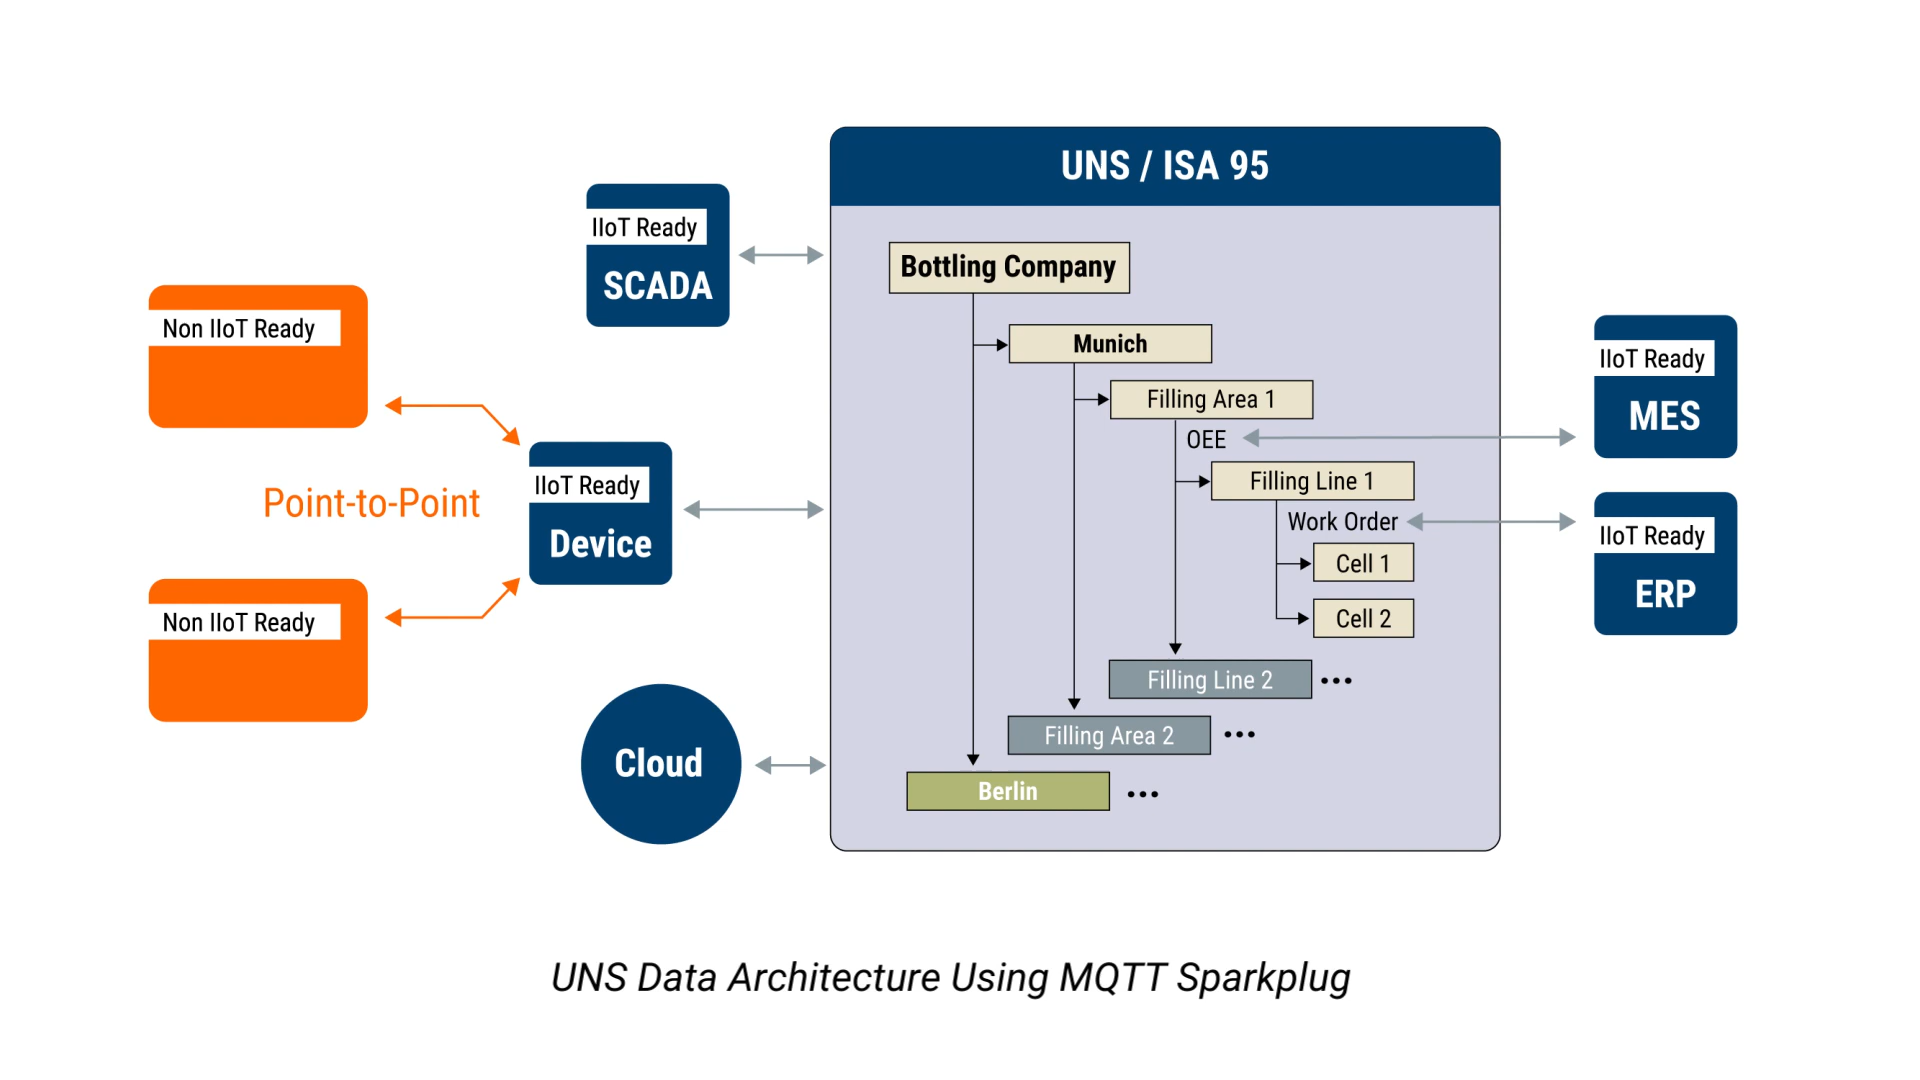 UNS / ISA 95
IIoT Ready
SCADA
Bottling Company
Non IIoT Ready
Munich
IIoT Ready
MES
Filling Area 1
OEE
IIoT Ready
Device
Point-to-Point
Filling Line 1
Work Order
IIoT Ready
ERP
Cell 1
Cell 2
Non IIoT Ready
Filling Line 2 •••
Filling Area 2 •••
Cloud
Berlin •••
UNS Data Architecture Using MQTT Sparkplug